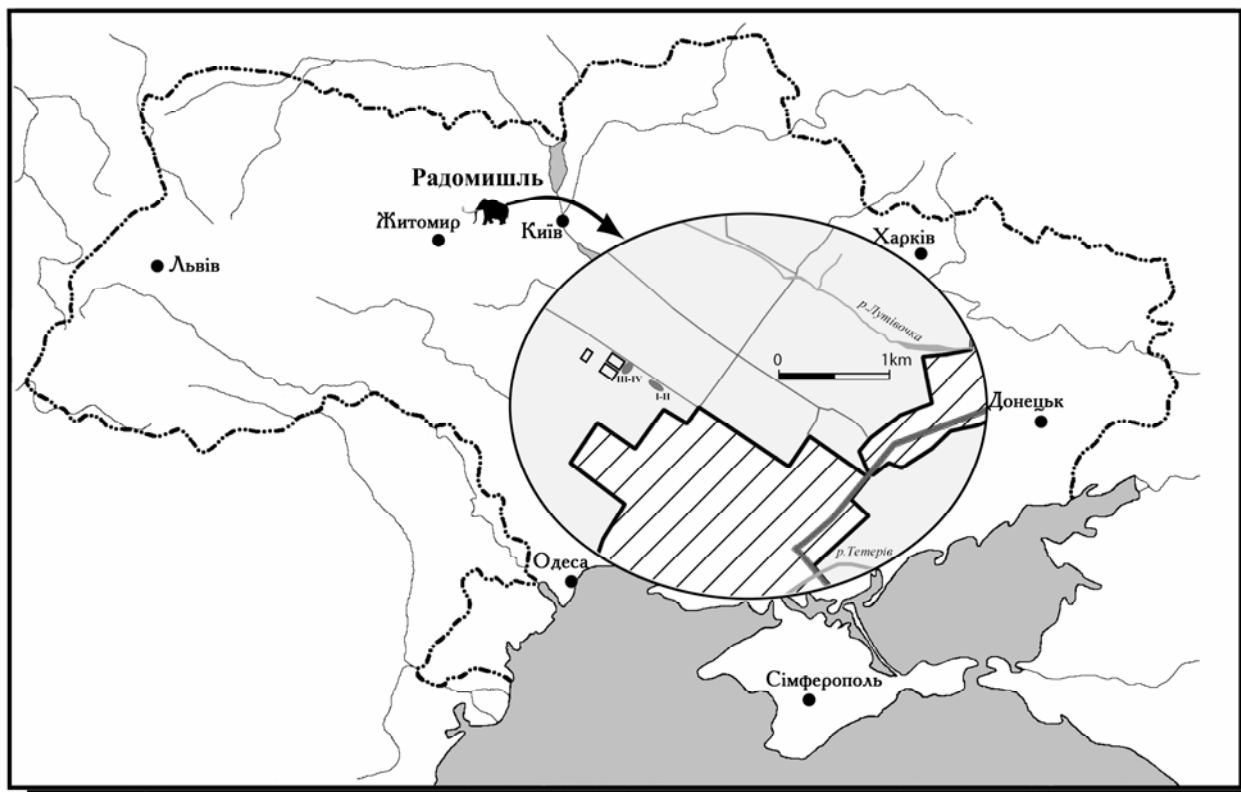 Радомишль
Житомир
Київ
Харків
Львів
р.Лутівочка
0 1km
III-IV
I-II
Донецьк
р.Тетерів
Одеса
Сімферополь